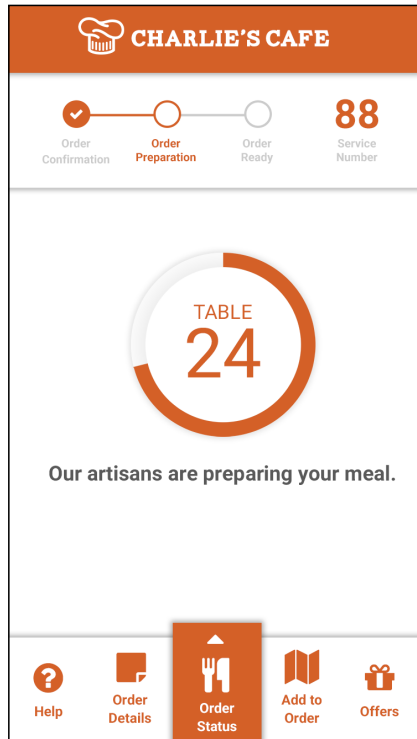 CHARLIE'S CAFE
88
Order
Confirmation
Order
Preparation
Order
Ready
Service
Number
TABLE
24
Our artisans are preparing your meal.
?
Help
Order
Details
Order
Status
Add to
Order
Offers